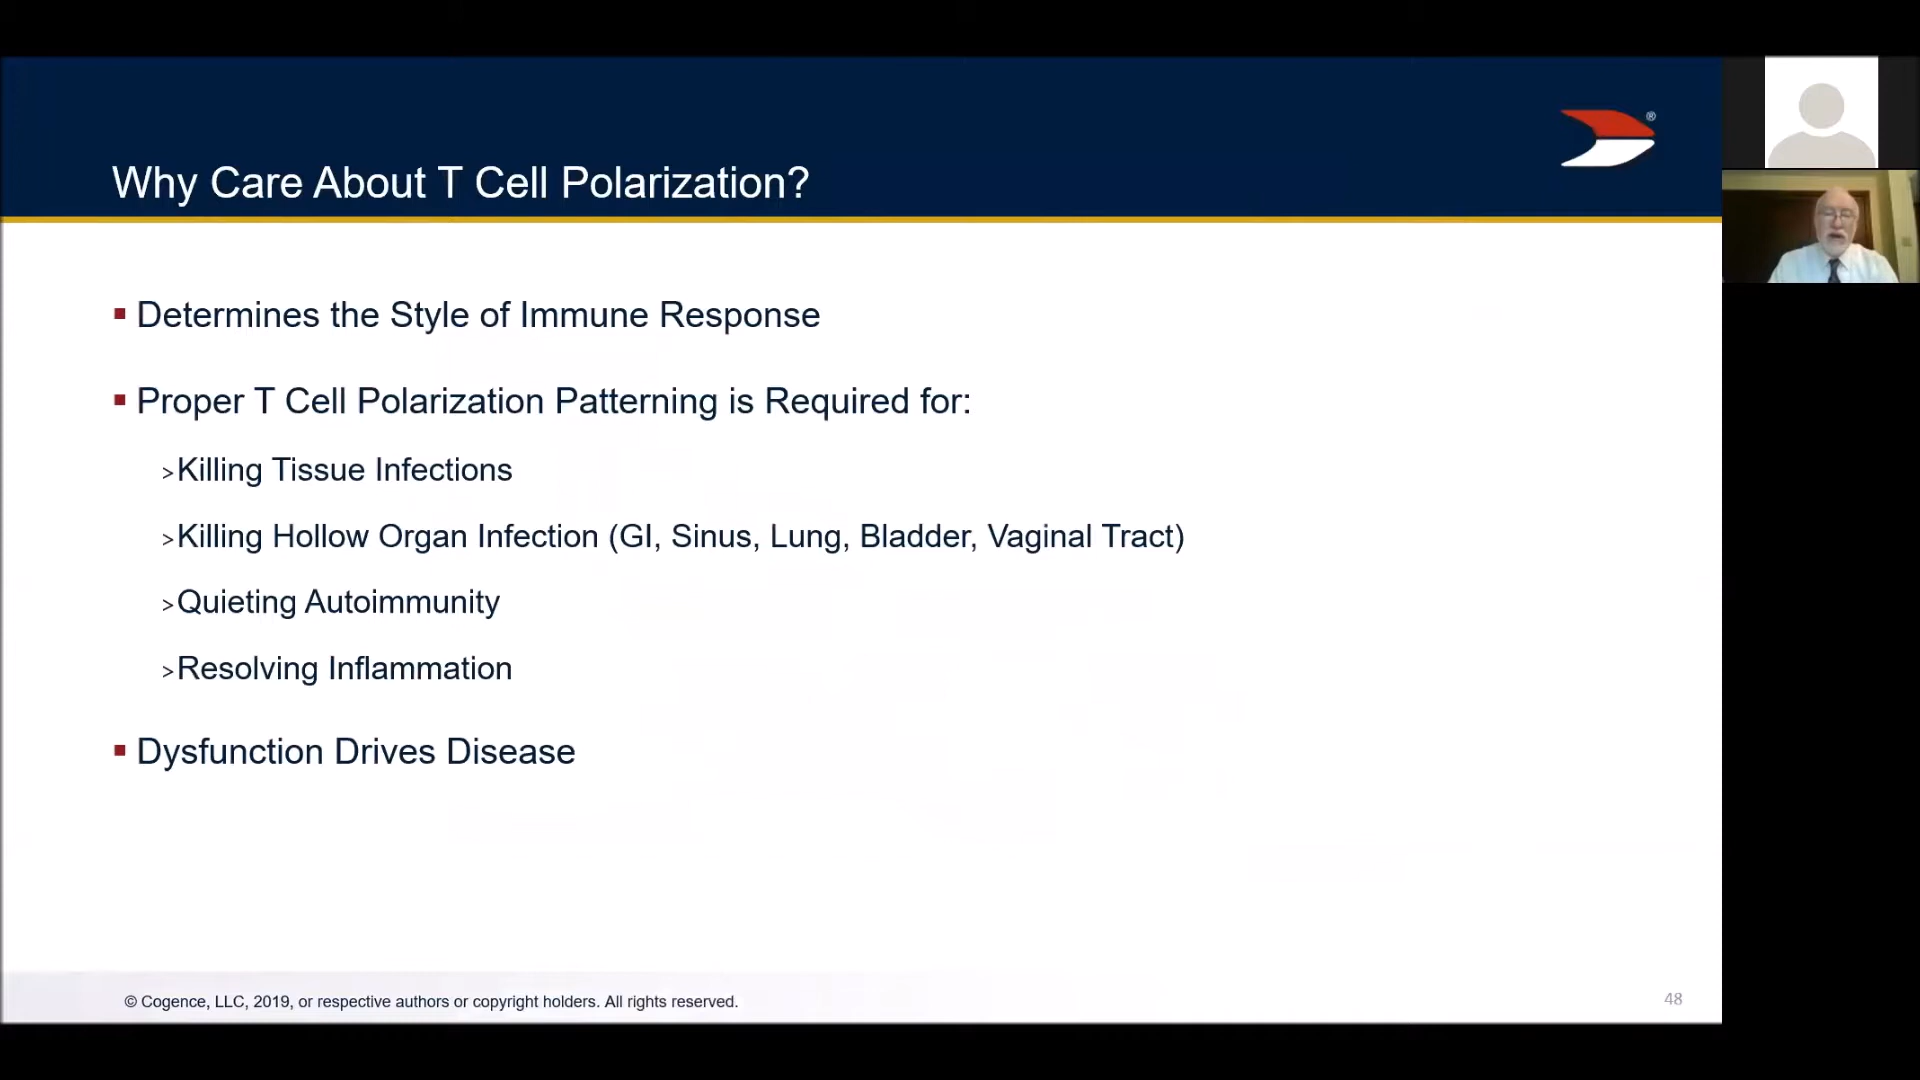 Why Care About T Cell Polarization?
®
▪ Determines the Style of Immune Response
▪ Proper T Cell Polarization Patterning is Required for:
>Killing Tissue Infections
>Killing Hollow Organ Infection (GI, Sinus, Lung, Bladder, Vaginal Tract)
>Quieting Autoimmunity
>Resolving Inflammation
▪ Dysfunction Drives Disease
© Cogence, LLC, 2019, or respective authors or copyright holders. All rights reserved.
48